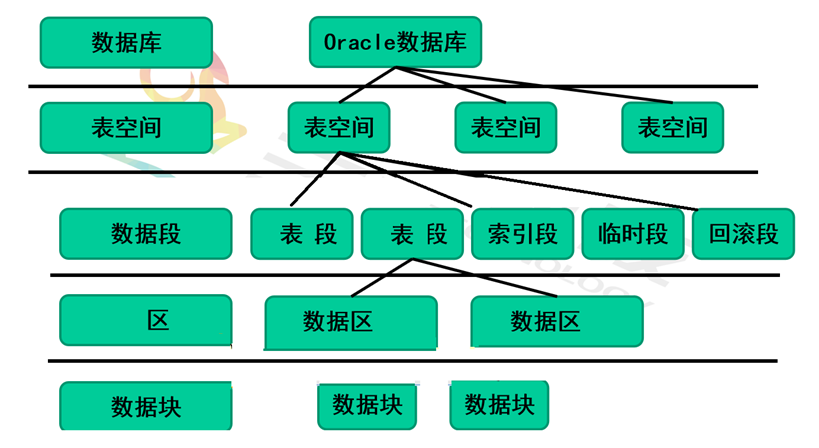 数据库
Oracle数据库
表空间
表空间
表空间
表空间
数据段
表 段
表 段
索引段
临时段
回滚段
区
数据区
数据区
数据块
数据块
数据块